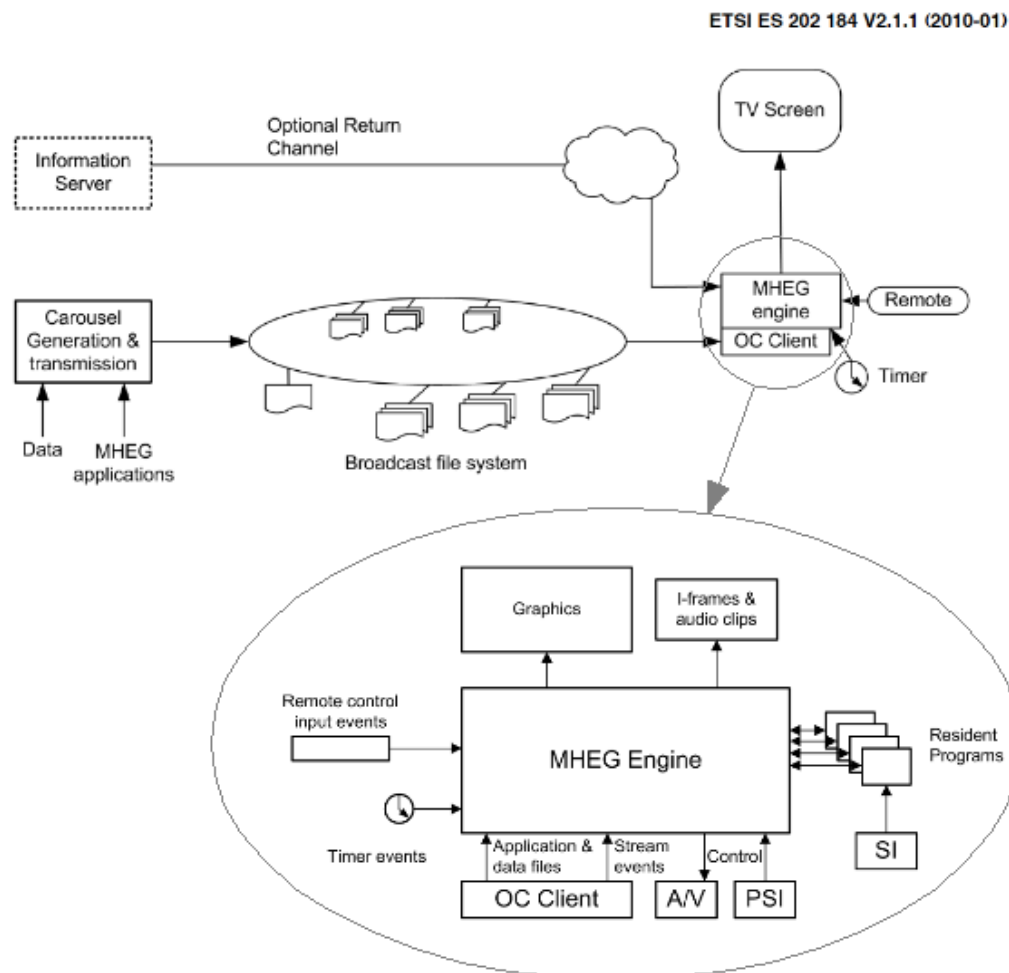 ETSI ES 202 184 V2.1.1 (2010-01)
TV Screen
Optional Return
Channel
Information
Server
MHEG
engine
Remote
OC Client
Timer
Carousel
Generation &
transmission
Data
MHEG
applications
Broadcast file system
Graphics
I-frames &
audio clips
Remote control
input events
MHEG Engine
Resident
Programs
Timer events
Application &
data files
Stream
events
Control
SI
OC Client
A/V
PSI